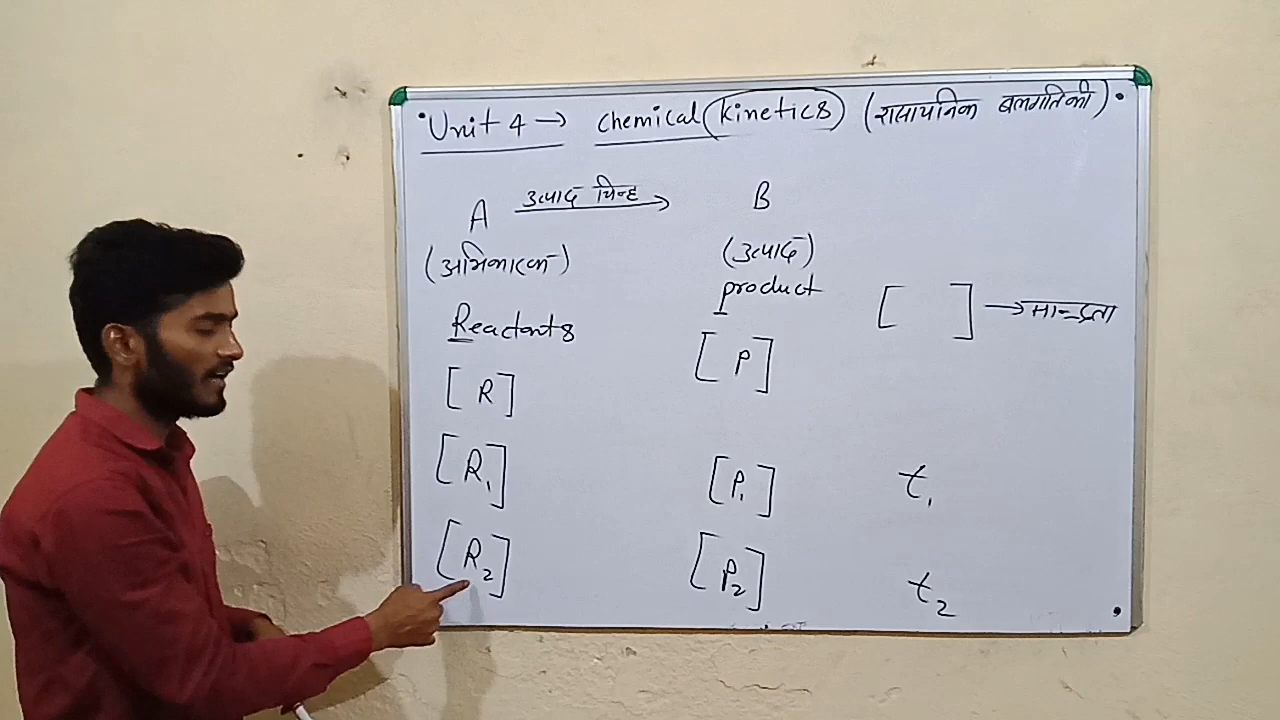 Unit 4 → Chemical Kinetics (रासायनिक बलगतिकी)
A उत्पाद चिन्ह → B
(अभिकारक) (उत्पाद)
Reactants product
[ ] → सान्द्रता
[R] [P]
[R₁] [P₁] t₁
[R₂] [P₂] t₂